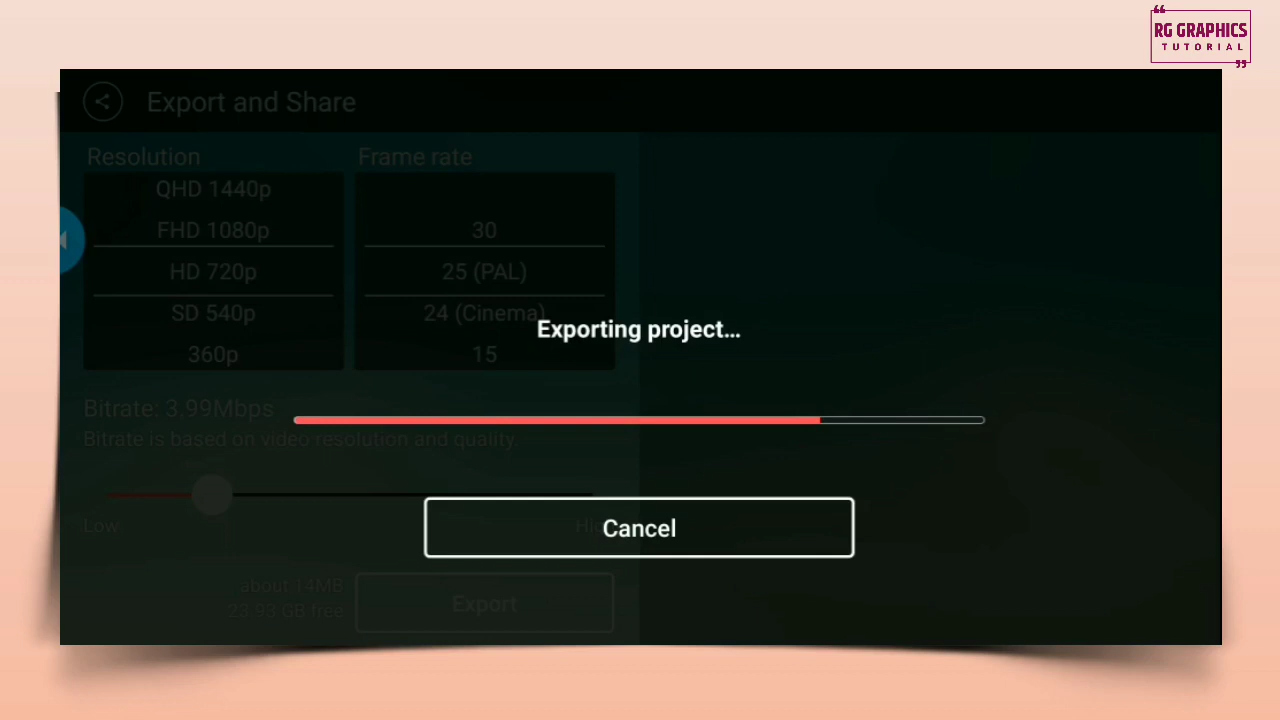 RG GRAPHICS
TUTORIAL
Export and Share
Resolution
Frame rate
QHD 1440p
FHD 1080p
HD 720p
SD 540p
360p
30
25 (PAL)
24 (Cinema)
15
Exporting project...
Bitrate: 3.99Mbps
Bitrate is based on video resolution and quality.
Low
Cancel
about 14MB
23.93 GB free
Export